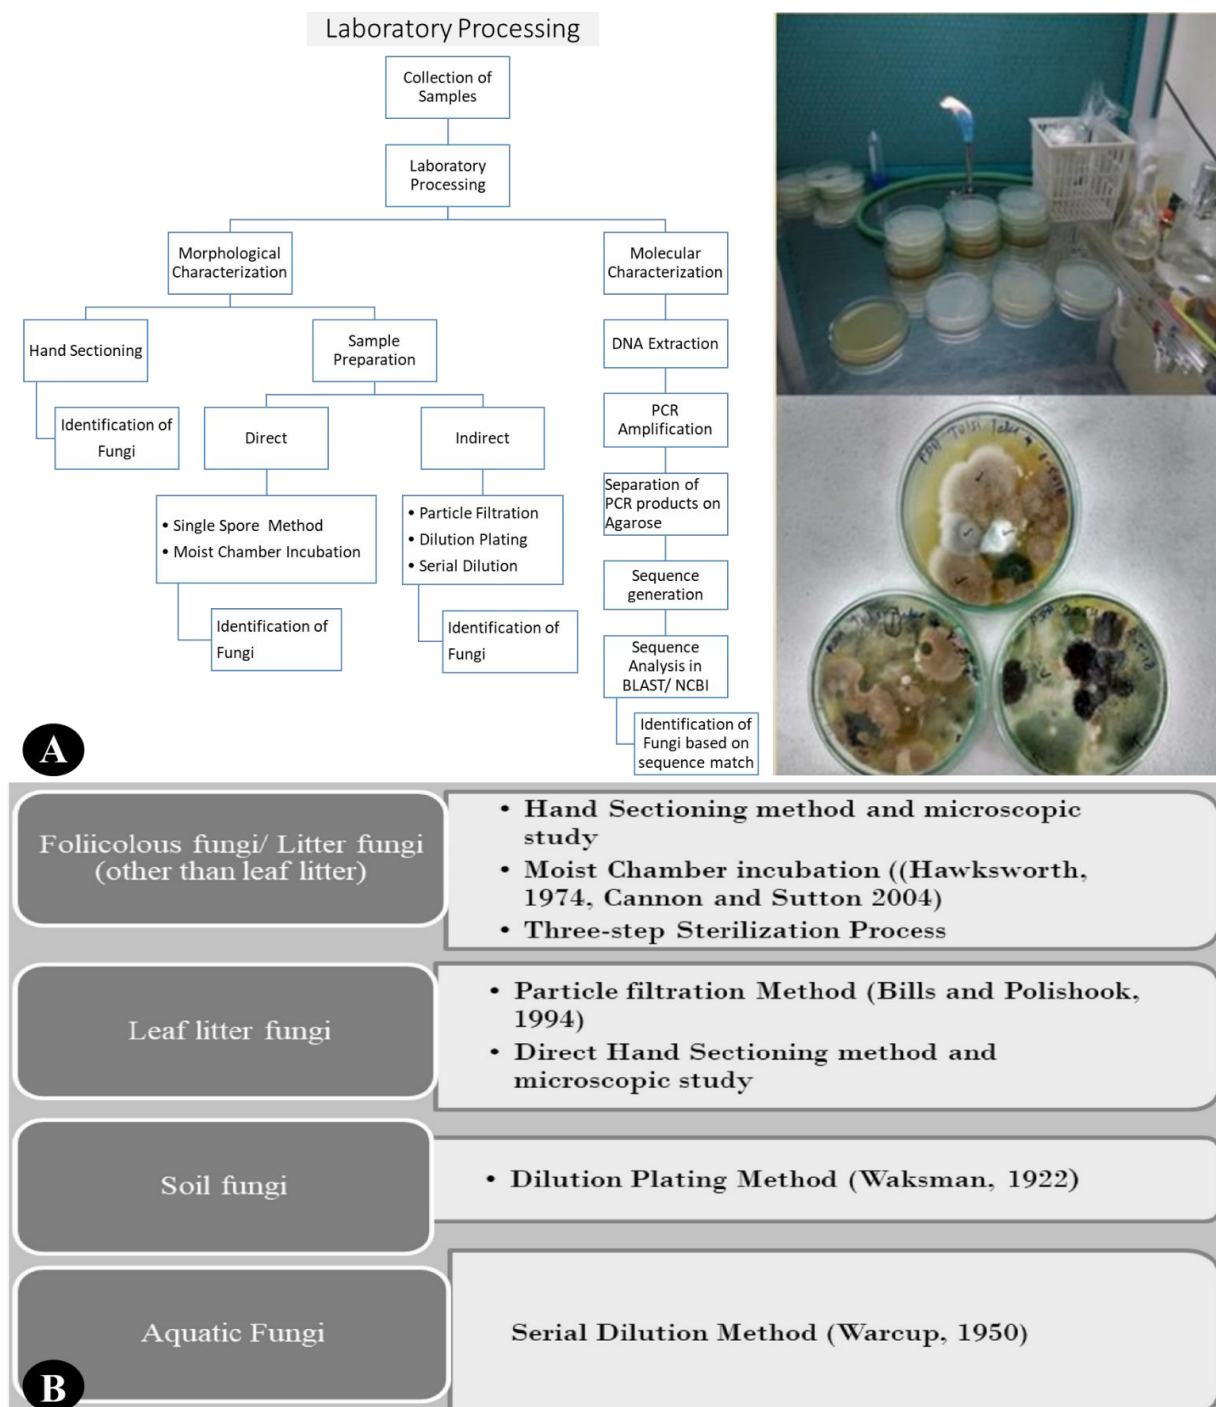 Laboratory Processing
Collection of
Samples
Laboratory
Processing
Morphological
Characterization
Molecular
Characterization
Hand Sectioning
Sample
Preparation
DNA Extraction
Identification of
Fungi
Direct
Indirect
PCR
Amplification
• Single Spore Method
• Moist Chamber Incubation
• Particle Filtration
• Dilution Plating
• Serial Dilution
Separation of
PCR products on
Agarose
Sequence
generation
Identification of
Fungi
Identification of
Fungi
Sequence
Analysis in
BLAST/ NCBI
Identification of
Fungi based on
sequence match
PDA Tulsi
A
Foliicolous fungi/ Litter fungi
(other than leaf litter)
• Hand Sectioning method and microscopic
study
• Moist Chamber incubation ((Hawksworth,
1974, Cannon and Sutton 2004)
• Three-step Sterilization Process
Leaf litter fungi
• Particle filtration Method (Bills and Polishook,
1994)
• Direct Hand Sectioning method and
microscopic study
Soil fungi
• Dilution Plating Method (Waksman, 1922)
Aquatic Fungi
Serial Dilution Method (Warcup, 1950)
B